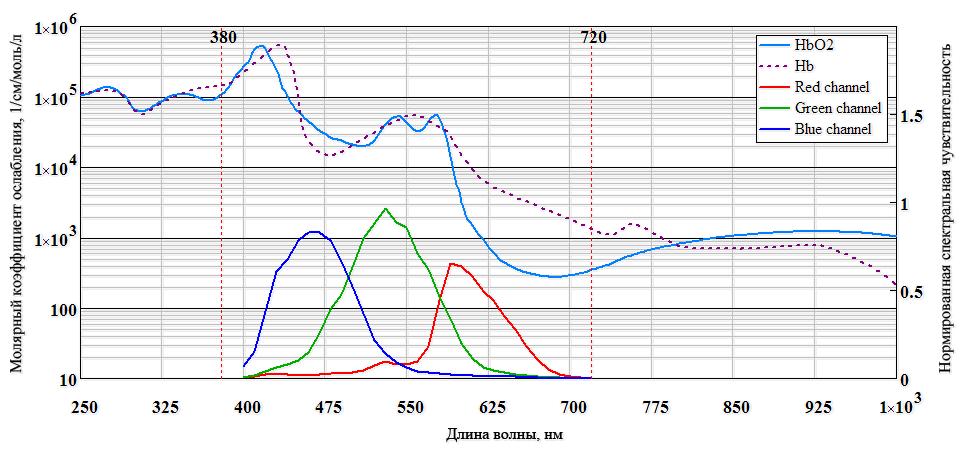 Молярный коэффициент ослабления, 1/см/моль/л
1×10⁶
1×10⁵
1×10⁴
1×10³
100
10
380
720
HbO2
Hb
Red channel
Green channel
Blue channel
1.5
1
0.5
0
Нормированная спектральная чувствительность
250 325 400 475 550 625 700 775 850 925 1×10³
Длина волны, нм